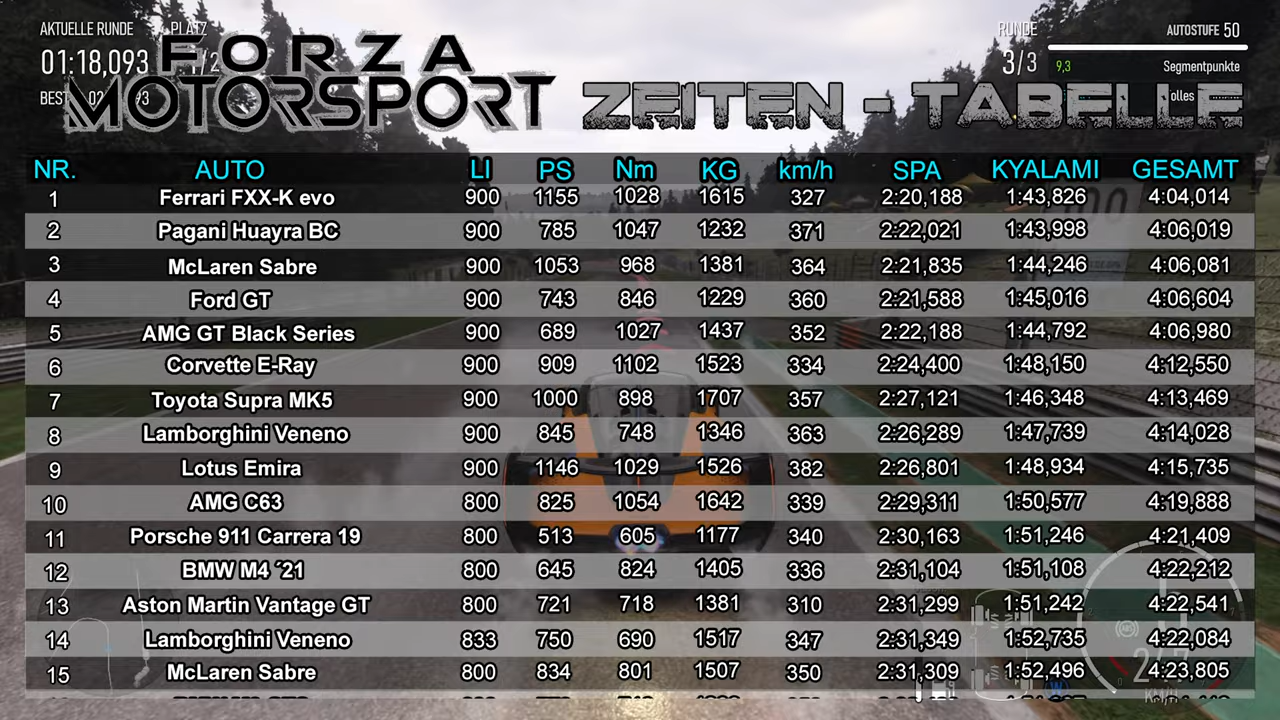 AKTUELLE RUNDE PLATZ RUNDE AUTOSTUFE 50
01:18,093 3/3 9,3 Segmentpunkte
FORZA
MOTORSPORT ZEITEN - TABELLE
NR. AUTO LI PS Nm KG km/h SPA KYALAMI GESAMT
1 Ferrari FXX-K evo 900 1155 1028 1615 327 2:20,188 1:43,826 4:04,014
2 Pagani Huayra BC 900 785 1047 1232 371 2:22,021 1:43,998 4:06,019
3 McLaren Sabre 900 1053 968 1381 364 2:21,835 1:44,246 4:06,081
4 Ford GT 900 743 846 1229 360 2:21,588 1:45,016 4:06,604
5 AMG GT Black Series 900 689 1027 1437 352 2:22,188 1:44,792 4:06,980
6 Corvette E-Ray 900 909 1102 1523 334 2:24,400 1:48,150 4:12,550
7 Toyota Supra MK5 900 1000 898 1707 357 2:27,121 1:46,348 4:13,469
8 Lamborghini Veneno 900 845 748 1346 363 2:26,289 1:47,739 4:14,028
9 Lotus Emira 900 1146 1029 1526 382 2:26,801 1:48,934 4:15,735
10 AMG C63 800 825 1054 1642 339 2:29,311 1:50,577 4:19,888
11 Porsche 911 Carrera 19 800 513 605 1177 340 2:30,163 1:51,246 4:21,409
12 BMW M4 ´21 800 645 824 1405 336 2:31,104 1:51,108 4:22,212
13 Aston Martin Vantage GT 800 721 718 1381 310 2:31,299 1:51,242 4:22,541
14 Lamborghini Veneno 833 750 690 1517 347 2:31,349 1:52,735 4:22,084
15 McLaren Sabre 800 834 801 1507 350 2:31,309 1:52,496 4:23,805